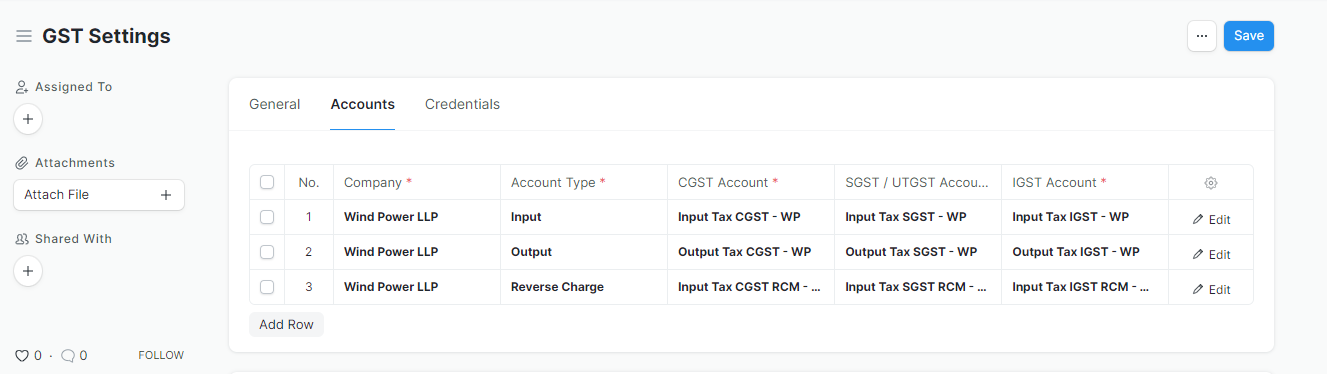 GST Settings
...
Save
Assigned To
Attachments
Attach File
Shared With
0 · 0
FOLLOW
General Accounts Credentials
No. Company * Account Type * CGST Account * SGST / UTGST Accou... IGST Account *
1 Wind Power LLP Input Input Tax CGST - WP Input Tax SGST - WP Input Tax IGST - WP Edit
2 Wind Power LLP Output Output Tax CGST - WP Output Tax SGST - WP Output Tax IGST - WP Edit
3 Wind Power LLP Reverse Charge Input Tax CGST RCM - ... Input Tax SGST RCM - ... Input Tax IGST RCM - ... Edit
Add Row